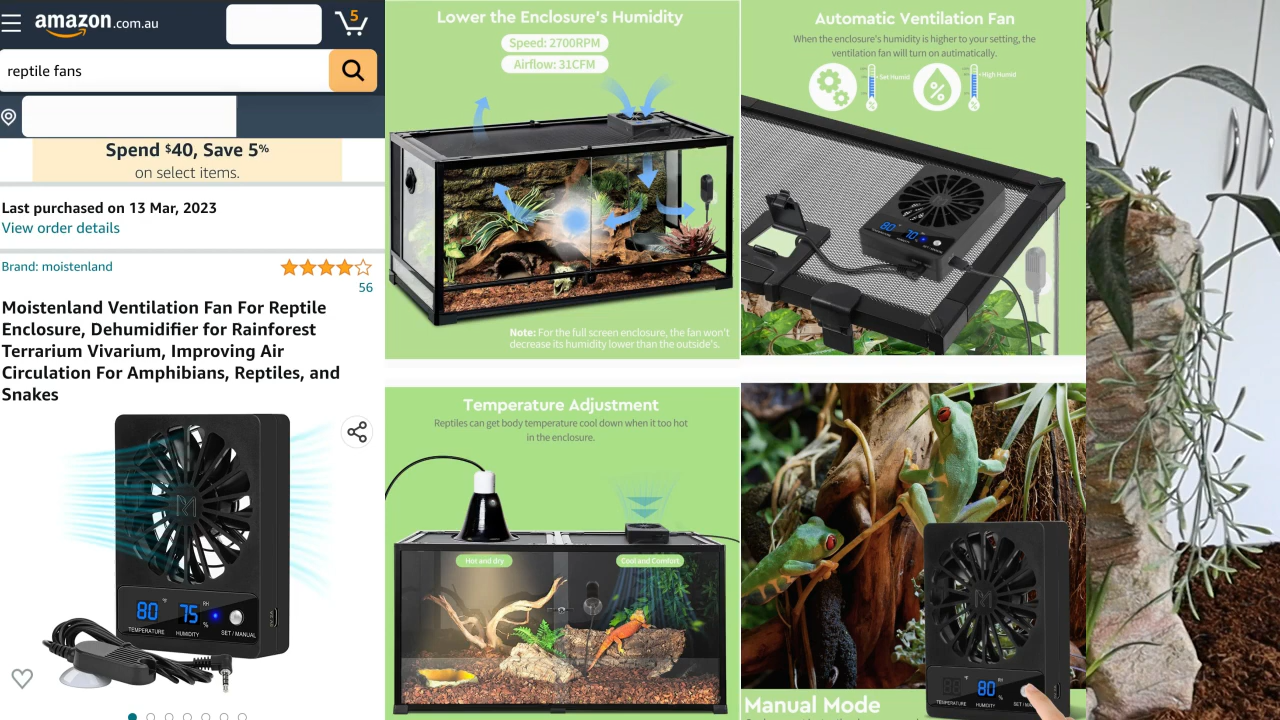 amazon.com.au
5
reptile fans
Spend $40, Save 5%
on select items.
Last purchased on 13 Mar, 2023
View order details
Brand: moistenland
56
Moistenland Ventilation Fan For Reptile
Enclosure, Dehumidifier for Rainforest
Terrarium Vivarium, Improving Air
Circulation For Amphibians, Reptiles, and
Snakes
80 °F 75 RH %
TEMPERATURE HUMIDITY SET / MANUAL
Lower the Enclosure's Humidity
Speed: 2700RPM
Airflow: 31CFM
Note: For the full screen enclosure, the fan won't
decrease its humidity lower than the outside's.
Automatic Ventilation Fan
When the enclosure's humidity is higher to your setting, the
ventilation fan will turn on automatically.
Set Humid
High Humid
%
80 70
Temperature Adjustment
Reptiles can get body temperature cool down when it too hot
in the enclosure.
Hot and dry
Cool and Comfort
80 %
TEMPERATURE HUMIDITY
Manual Mode